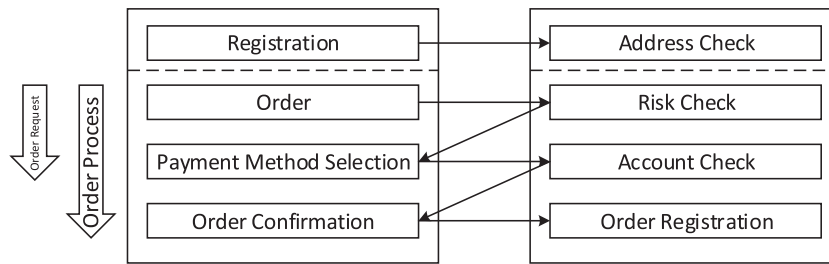 Registration
Address Check
Order Request
Order Process
Order
Risk Check
Payment Method Selection
Account Check
Order Confirmation
Order Registration